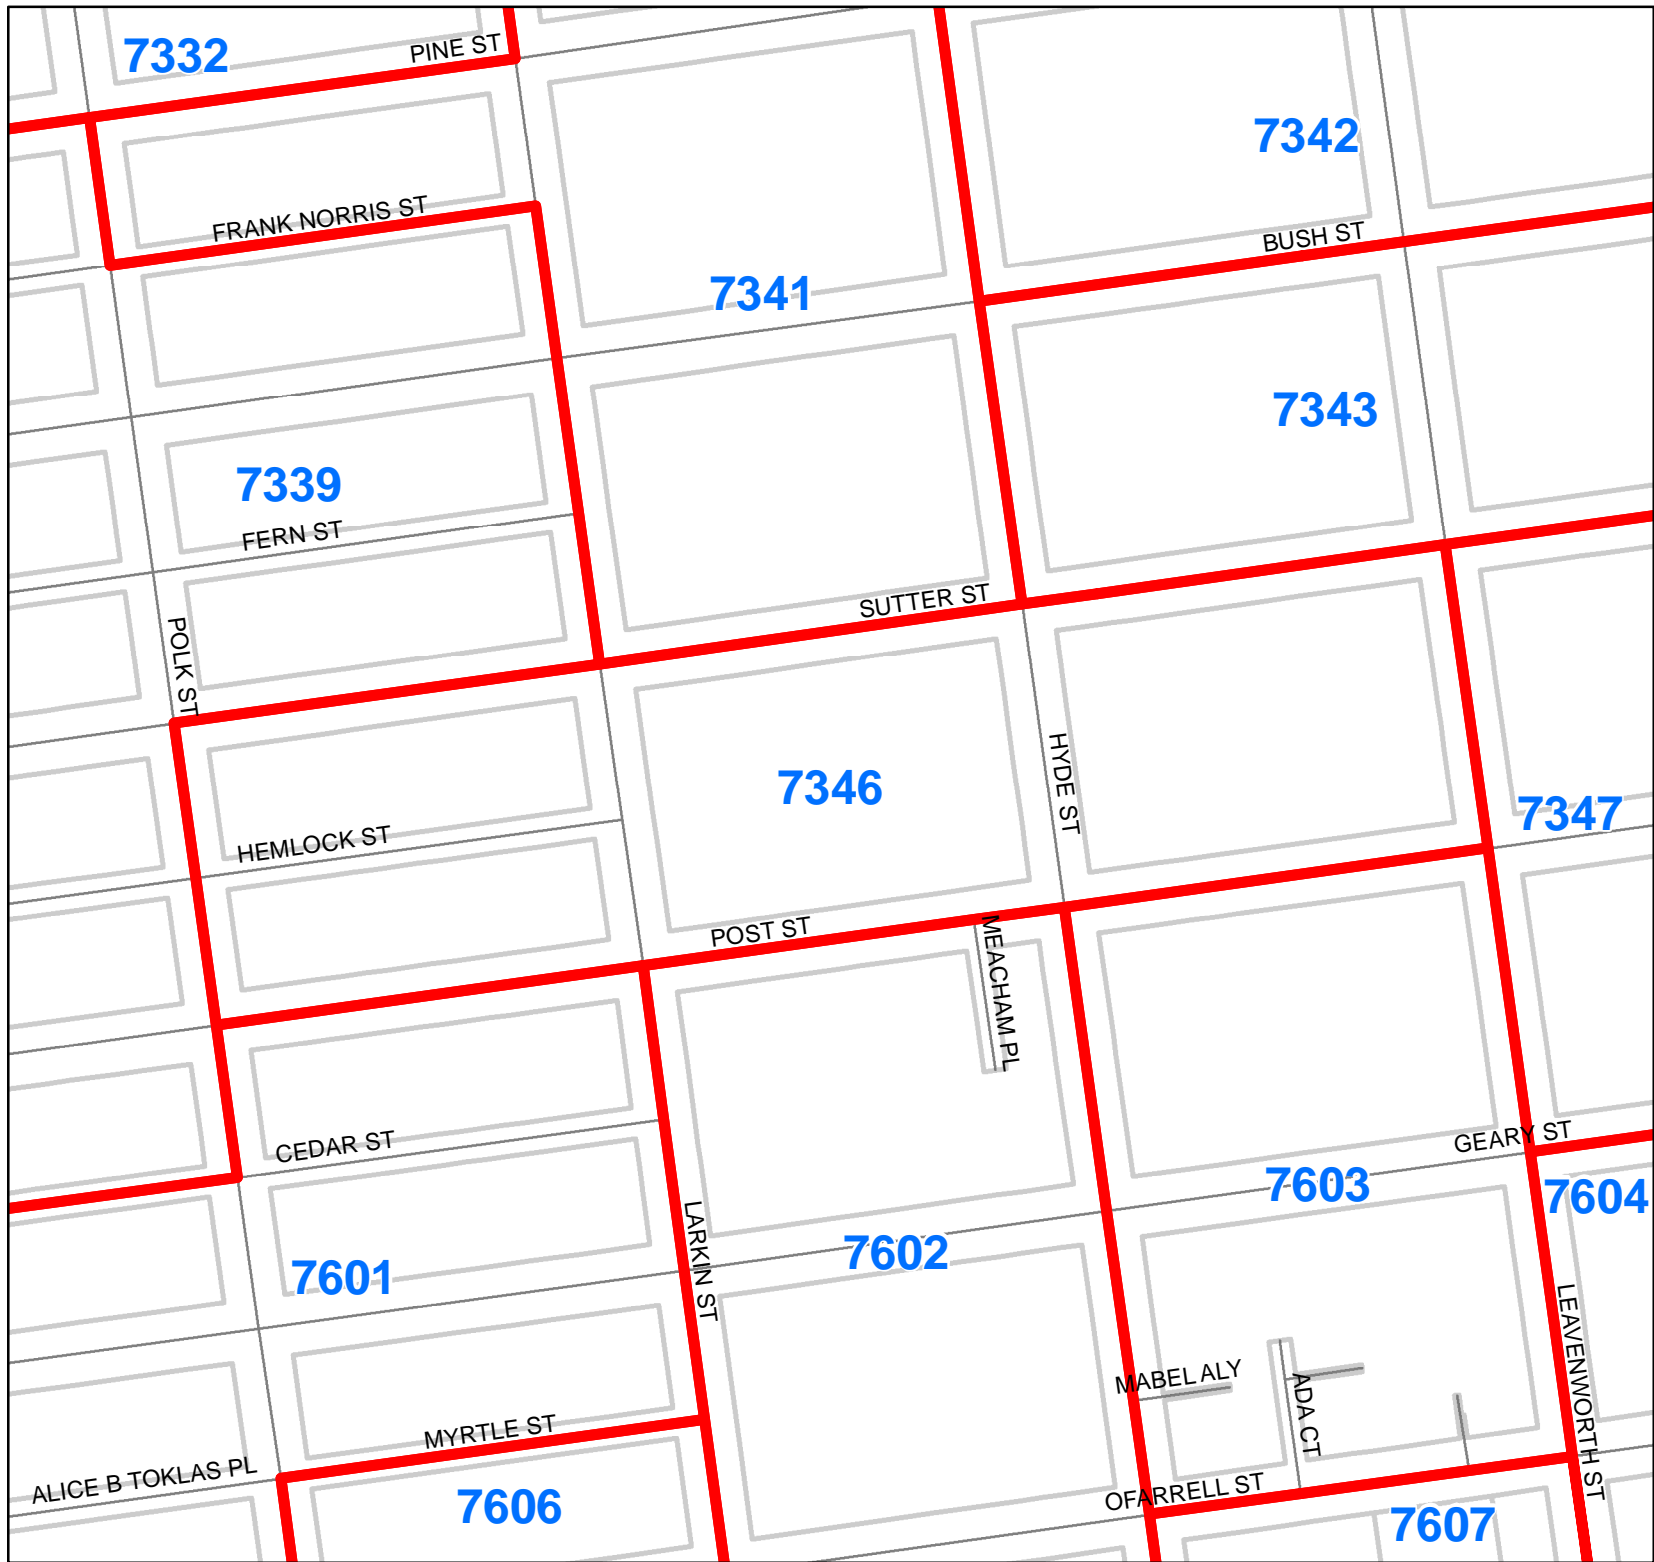 PINE ST
7332
7342
FRANK NORRIS ST
BUSH ST
7341
7343
7339
FERN ST
SUTTER ST
POLK ST
HYDE ST
7346
7347
HEMLOCK ST
POST ST
MEACHAM PL
CEDAR ST
GEARY ST
7603
7604
LARKIN ST
7602
7601
LEAVENWORTH ST
MABEL ALY
ADA CT
MYRTLE ST
ALICE B TOKLAS PL
OFARRELL ST
7606
7607